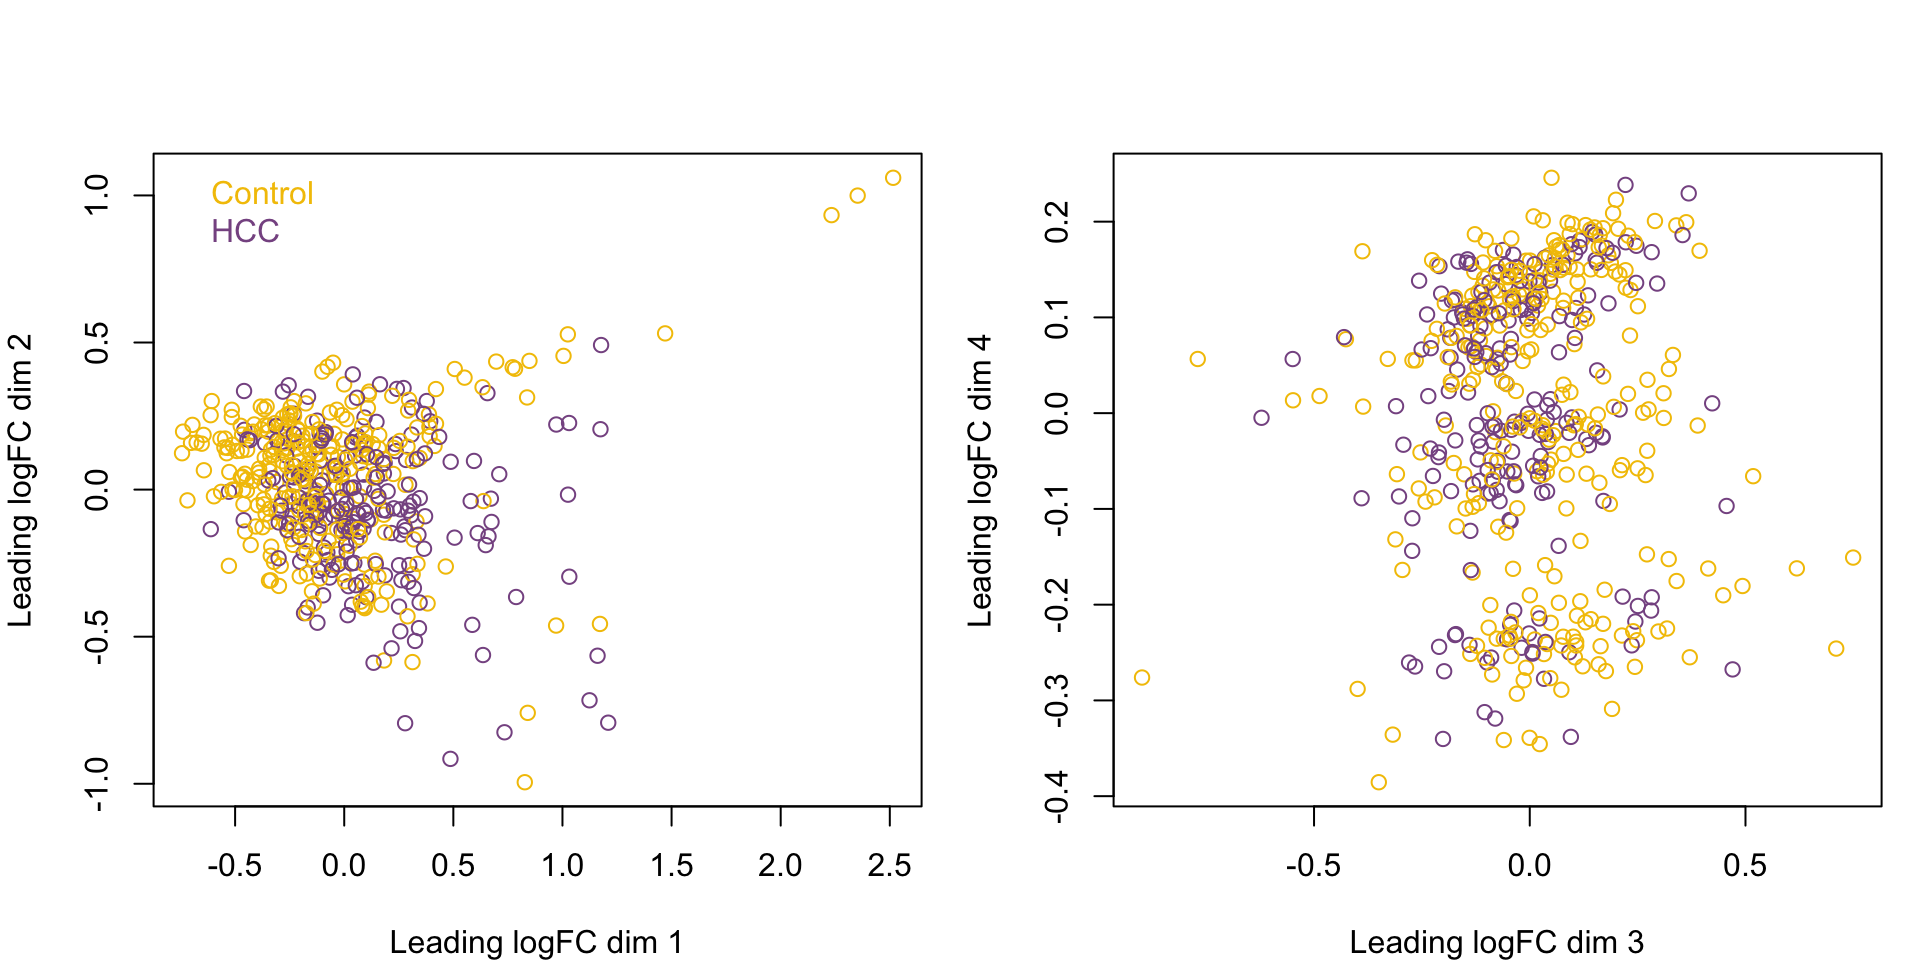 Control
HCC
Leading logFC dim 2
1.0
0.5
0.0
-0.5
-1.0
-0.5 0.0 0.5 1.0 1.5 2.0 2.5
Leading logFC dim 1
Leading logFC dim 4
0.2
0.1
0.0
-0.1
-0.2
-0.3
-0.4
-0.5 0.0 0.5
Leading logFC dim 3